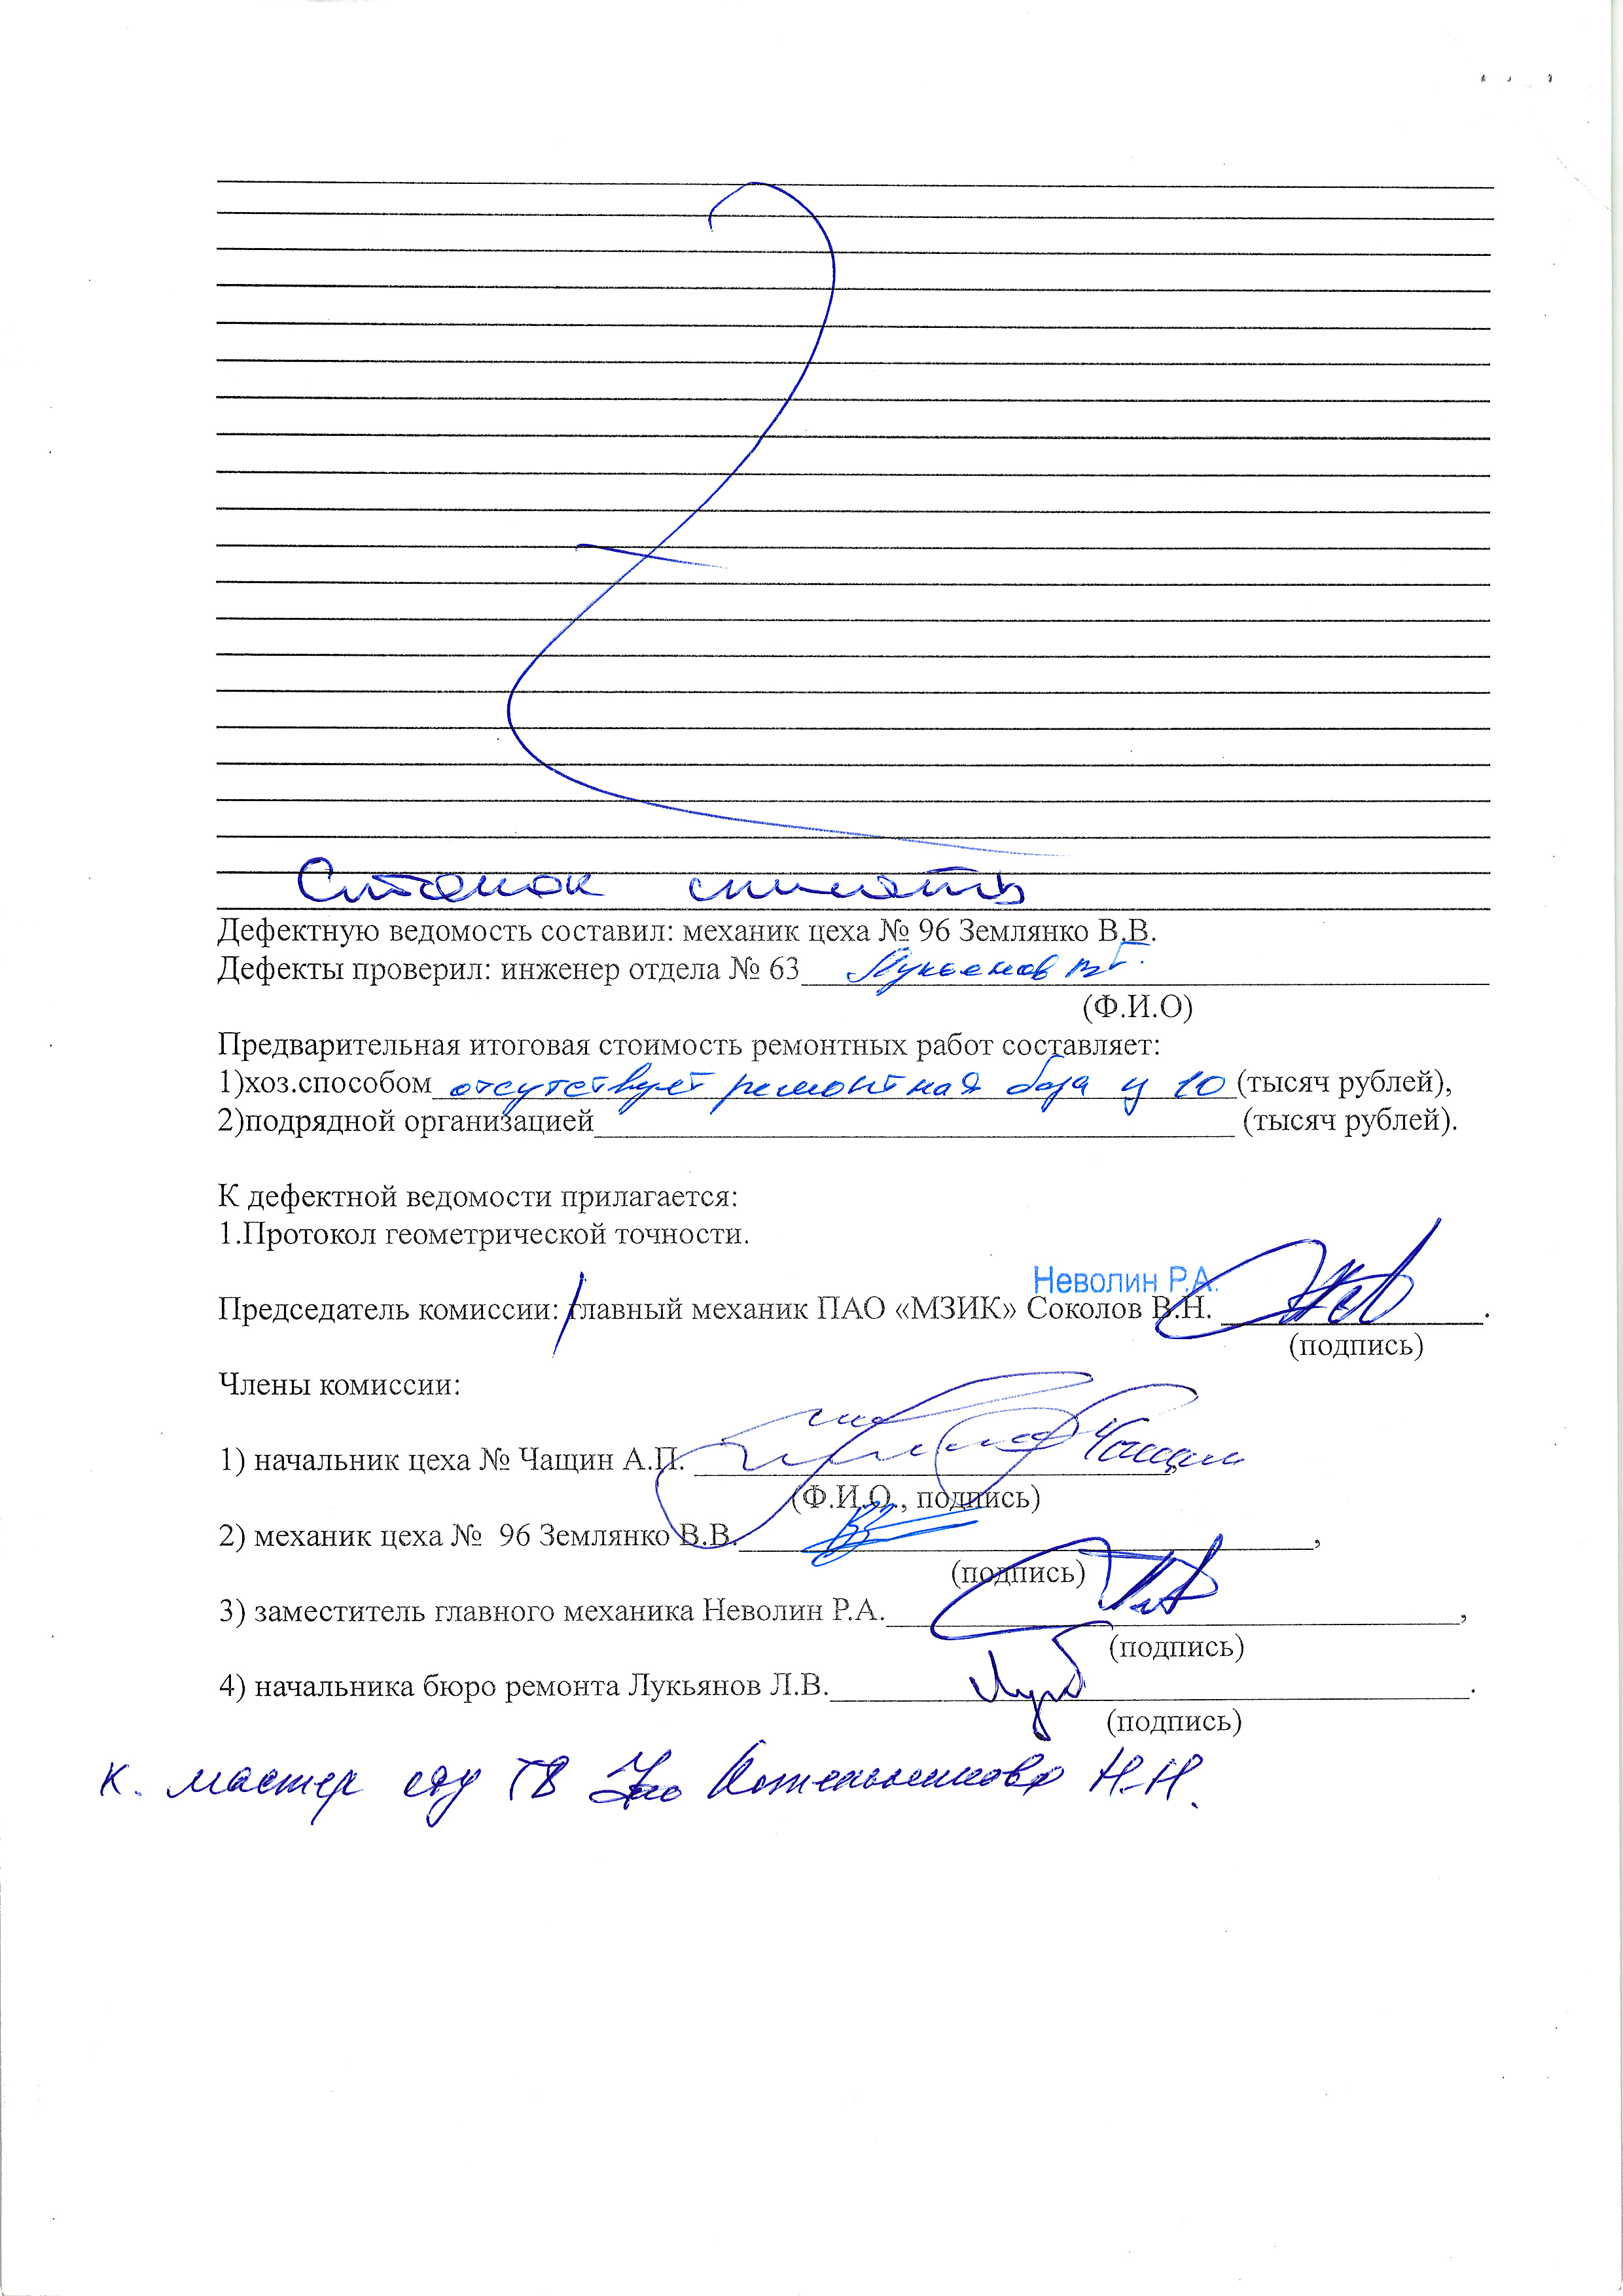 Станок списать
Дефектную ведомость составил: механик цеха № 96 Землянко В.В.
Дефекты проверил: инженер отдела № 63 Лукьянов
(Ф.И.О)
Предварительная итоговая стоимость ремонтных работ составляет:
1)хоз.способом отсутствует ремонтная база ц 10 (тысяч рублей),
2)подрядной организацией (тысяч рублей).
К дефектной ведомости прилагается:
1.Протокол геометрической точности.
Неволин Р.А.
Председатель комиссии: главный механик ПАО «МЗИК» Соколов В.Н. .
(подпись)
Члены комиссии:
1) начальник цеха № Чащин А.П. Чащин
(Ф.И.О., подпись)
2) механик цеха № 96 Землянко В.В. ,
(подпись)
3) заместитель главного механика Неволин Р.А. ,
(подпись)
4) начальника бюро ремонта Лукьянов Л.В. .
(подпись)
мастер Н.Н.